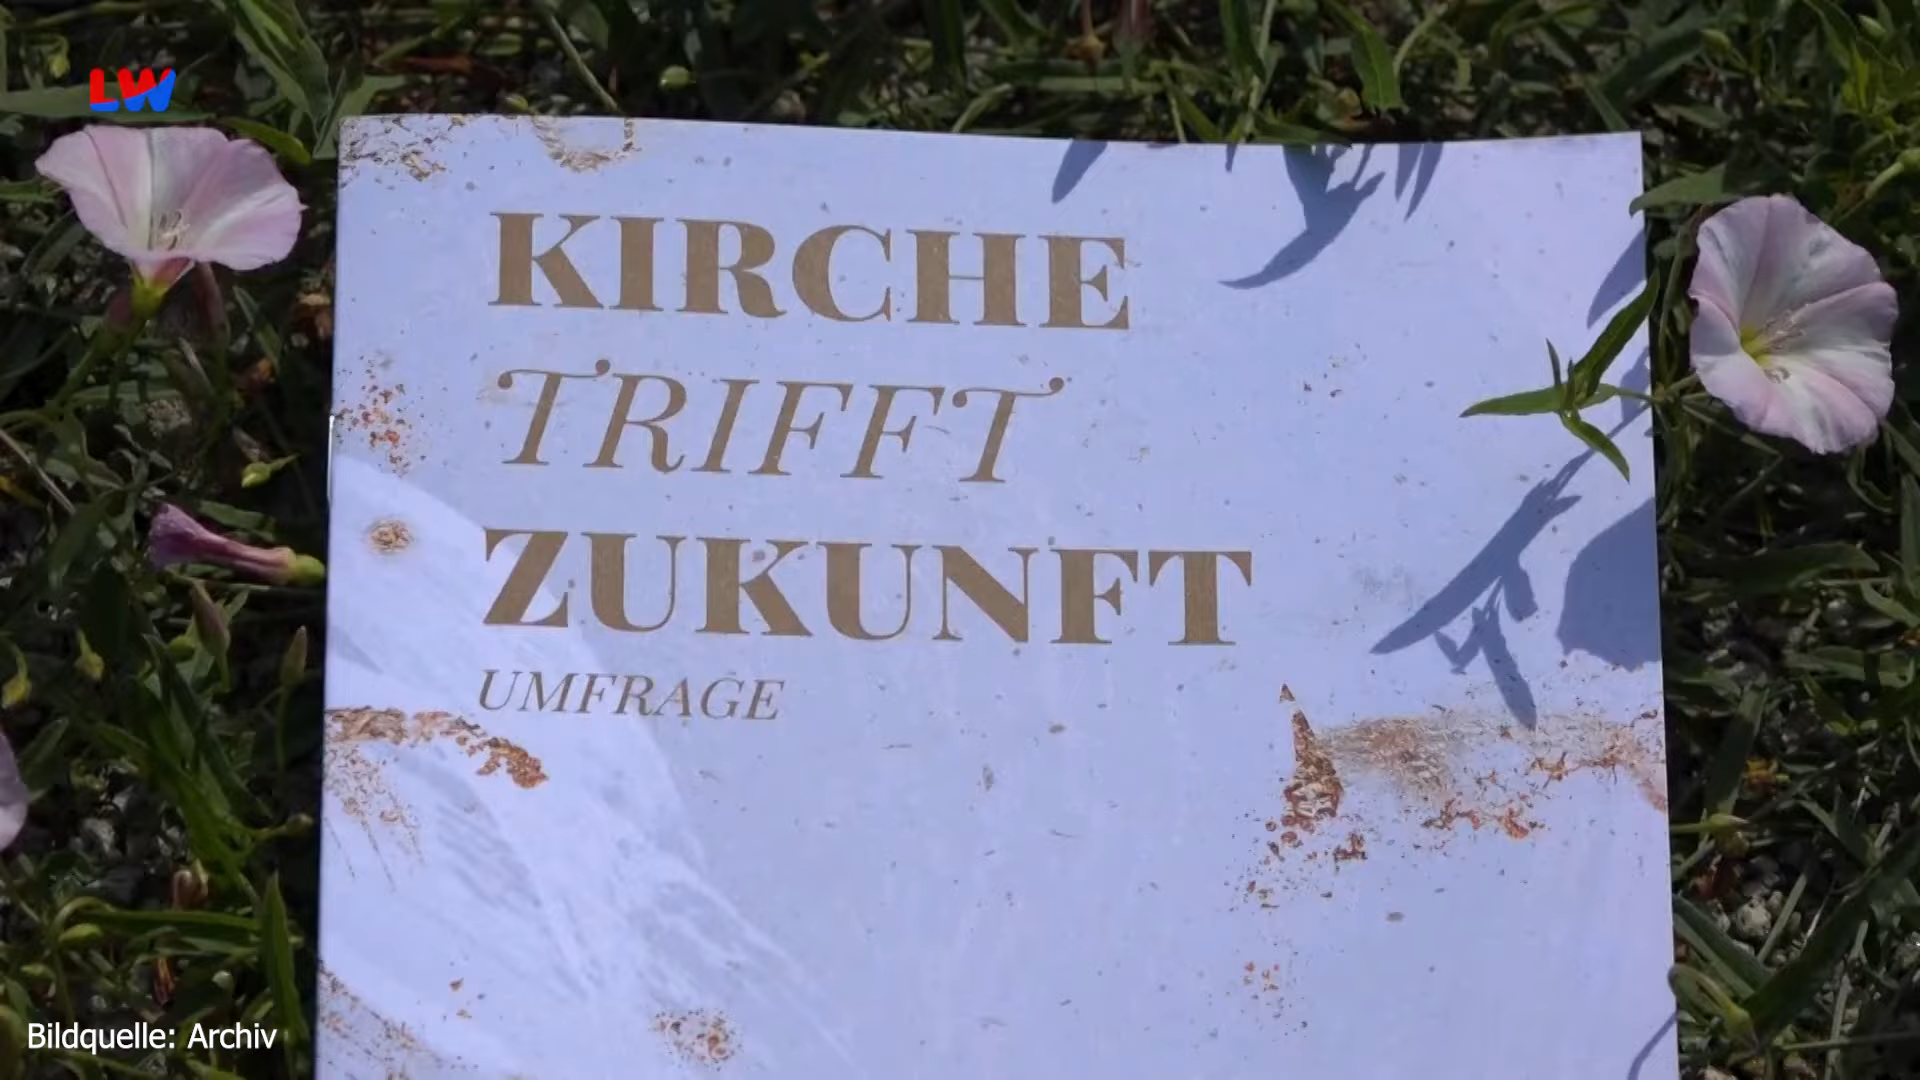 LW
KIRCHE
TRIFFT
ZUKUNFT
UMFRAGE
Bildquelle: Archiv